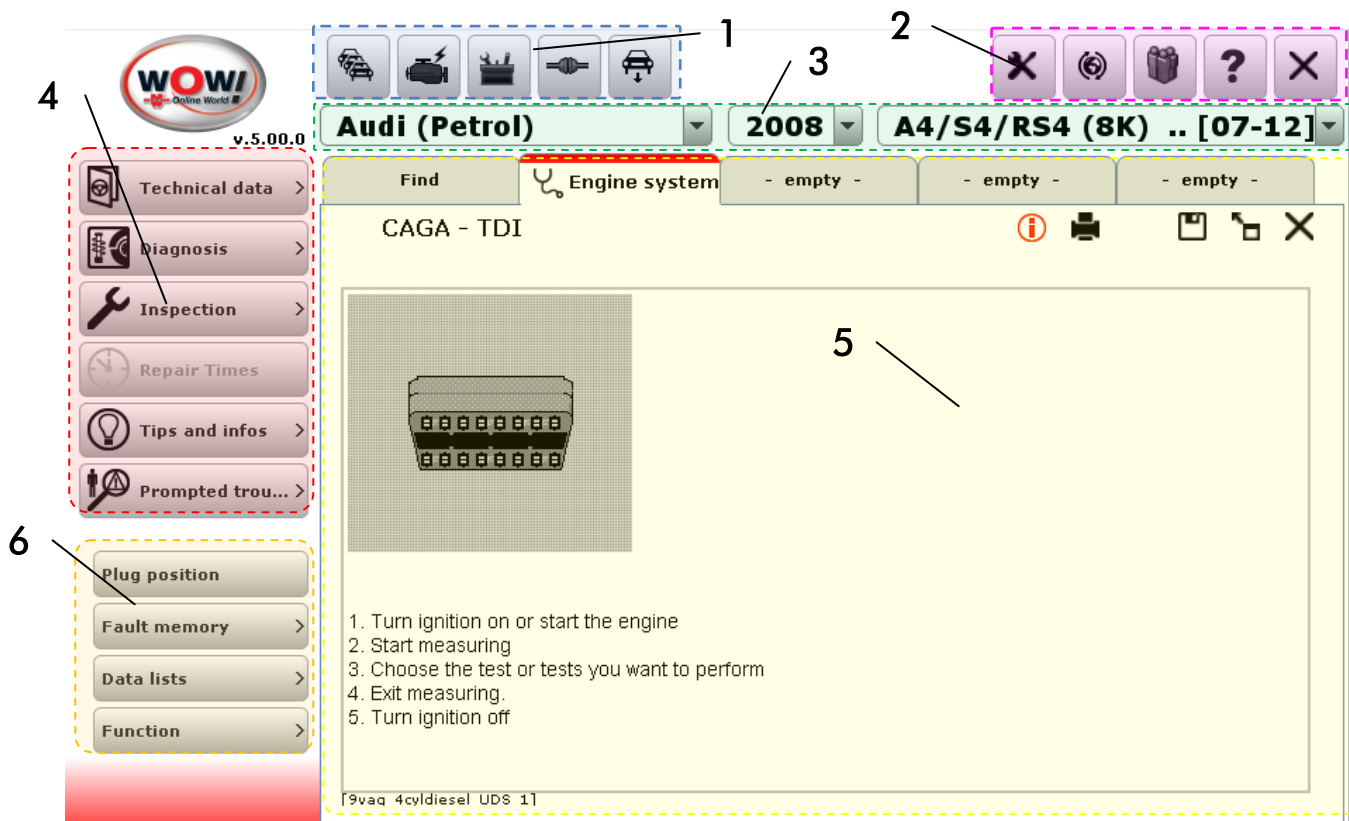 1
2
3
4
WOW!
Online World
v.5.00.0
Audi (Petrol)
2008
A4/S4/RS4 (8K) .. [07-12]
Technical data
Diagnosis
Inspection
Repair Times
Tips and infos
Prompted trou...
Find
Engine system
- empty -
- empty -
- empty -
CAGA - TDI
5
6
Plug position
Fault memory
Data lists
Function
1. Turn ignition on or start the engine
2. Start measuring
3. Choose the test or tests you want to perform
4. Exit measuring.
5. Turn ignition off
[9vag 4cyldiesel UDS 1]